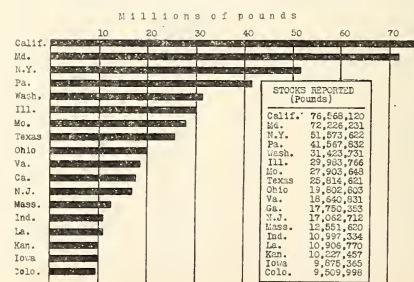 Millions of pounds
10 20 30 40 50 60 70
Calif.
Md.
N.Y.
Pa.
Wash.
Ill.
Mo.
Texas
Ohio
Va.
Ga.
N.J.
Mass.
Ind.
La.
Kan.
Iowa
Colo.
STOCKS REPORTED
(Pounds)
Calif. 76,568,120
Md. 72,226,231
N.Y. 51,573,622
Pa. 41,567,832
Wash. 31,423,731
Ill. 29,983,766
Mo. 27,903,648
Texas 25,814,621
Ohio 19,802,803
Va. 18,640,831
Ga. 17,750,353
N.J. 17,062,712
Mass. 12,551,620
Ind. 10,997,334
La. 10,906,770
Kan. 10,227,457
Iowa 9,875,365
Colo. 9,509,998